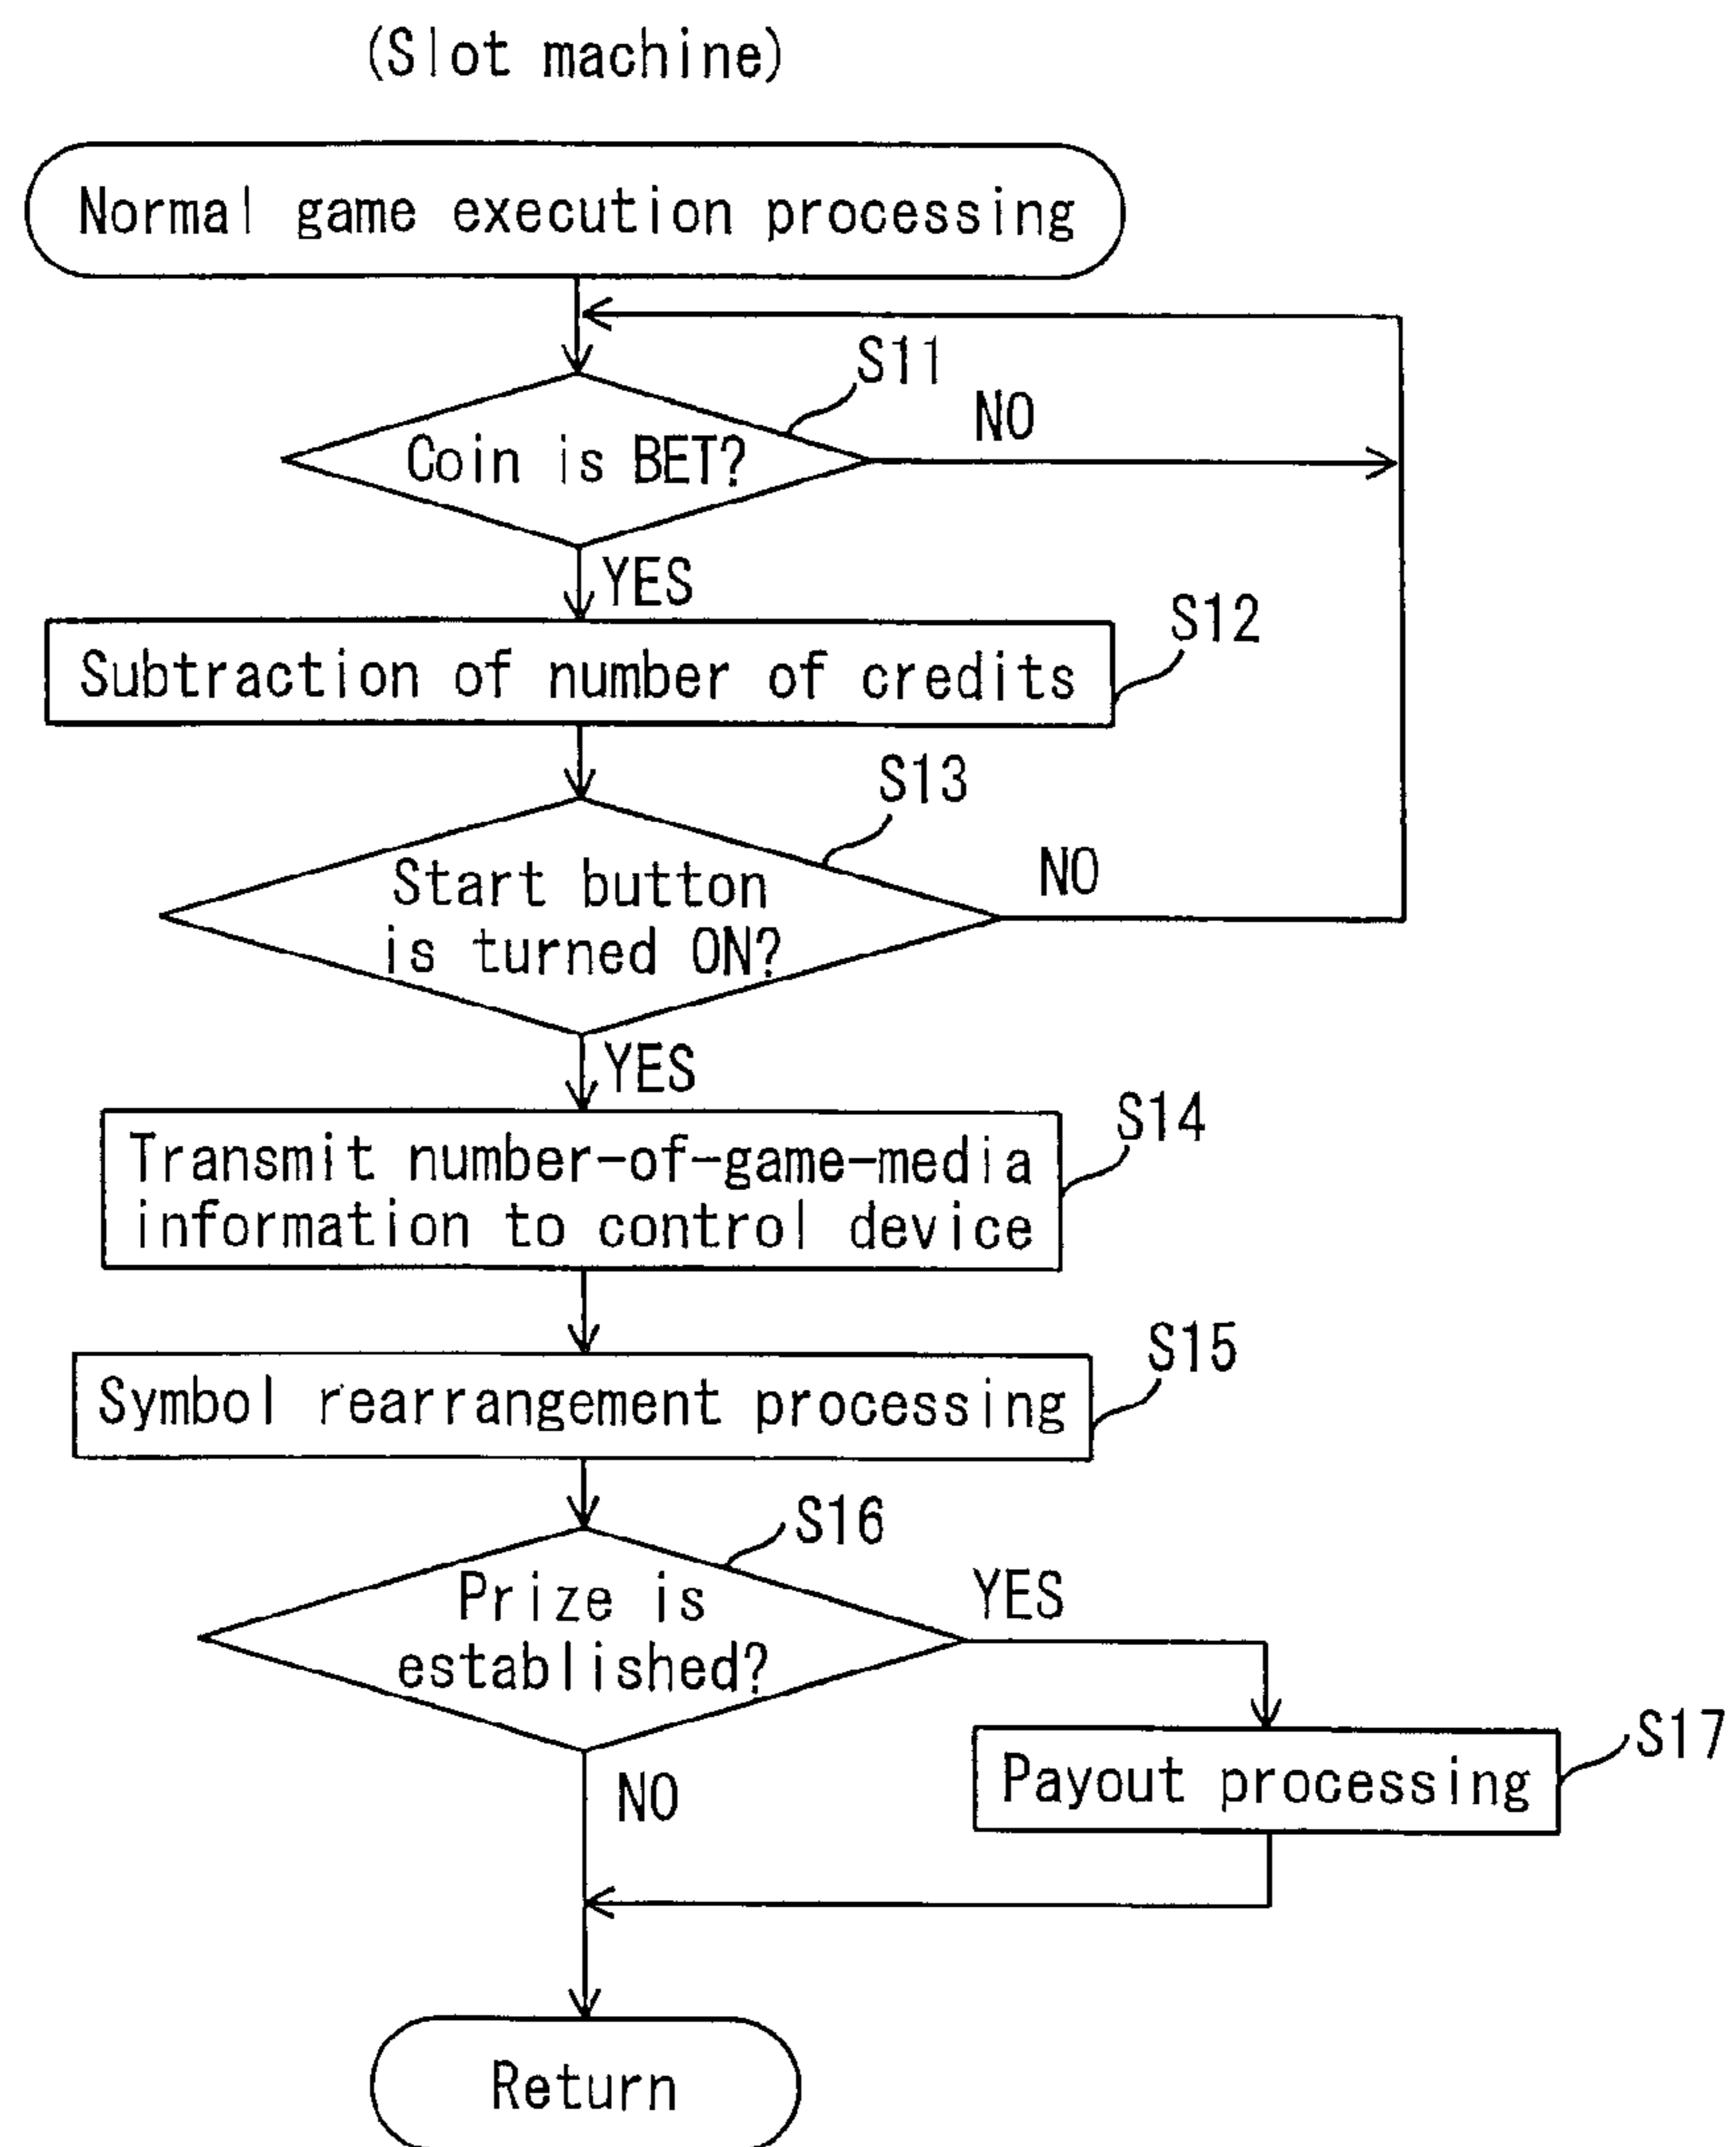 (Slot machine)
Normal game execution processing
S11
Coin is BET?
NO
YES
S12
Subtraction of number of credits
S13
Start button
is turned ON?
NO
YES
S14
Transmit number-of-game-media
information to control device
S15
Symbol rearrangement processing
S16
Prize is
established?
YES
S17
Payout processing
NO
Return